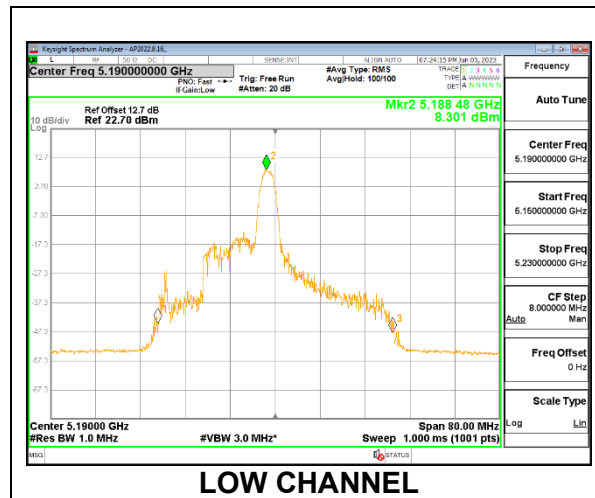 Keysight Spectrum Analyzer - AP2022.8.16,
L RF 50 Ω DC SENSE:INT ALIGN AUTO 07:24:15 PM Jun 05, 2023
Center Freq 5.190000000 GHz #Avg Type: RMS TRACE 1 2 3 4 5 6
PNO: Fast Trig: Free Run Avg|Hold: 100/100 TYPE A WWWWW
IFGain:Low #Atten: 20 dB DET A N N N N N
Mkr2 5.188 48 GHz
Ref Offset 12.7 dB
10 dB/div Ref 22.70 dBm 8.301 dBm
Log
12.7
2.70
-7.30
-17.3
-27.3
-37.3
-47.3
-57.3
-67.3
2
3
Center 5.19000 GHz Span 80.00 MHz
#Res BW 1.0 MHz #VBW 3.0 MHz* Sweep 1.000 ms (1001 pts)
MSG STATUS
Frequency
Auto Tune
Center Freq
5.190000000 GHz
Start Freq
5.150000000 GHz
Stop Freq
5.230000000 GHz
CF Step
8.000000 MHz
Auto Man
Freq Offset
0 Hz
Scale Type
Log Lin
LOW CHANNEL